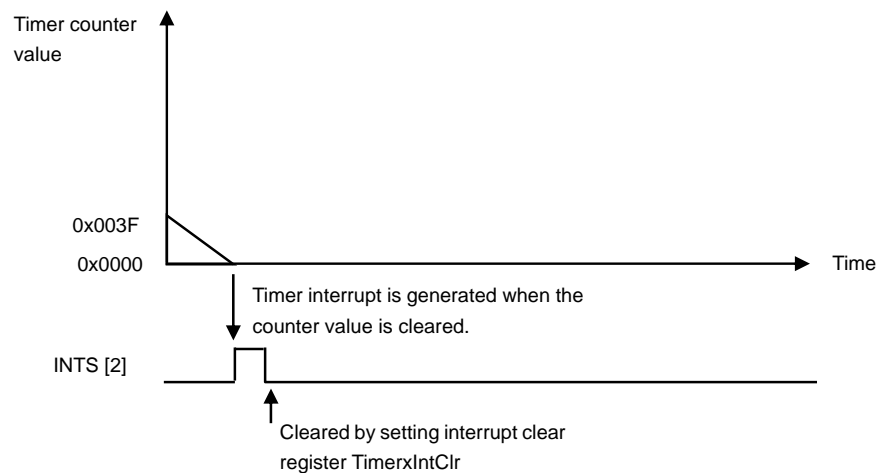 Timer counter
value
0x003F
0x0000
Time
Timer interrupt is generated when the
counter value is cleared.
INTS [2]
Cleared by setting interrupt clear
register TimerxIntClr